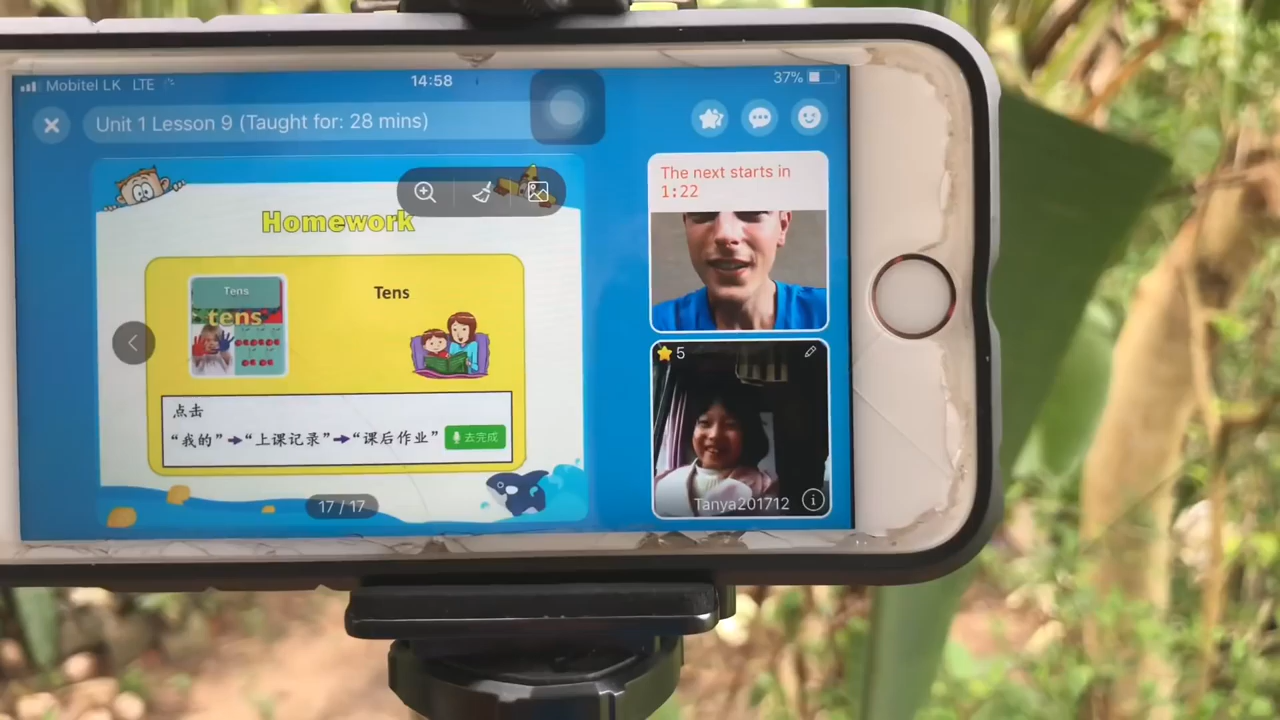 Mobitel LK LTE
14:58
37%
Unit 1 Lesson 9 (Taught for: 28 mins)
The next starts in
1:22
Homework
Tens
tens
Tens
点击
“我的”➡“上课记录”➡“课后作业”
去完成
17 / 17
5
Tanya201712